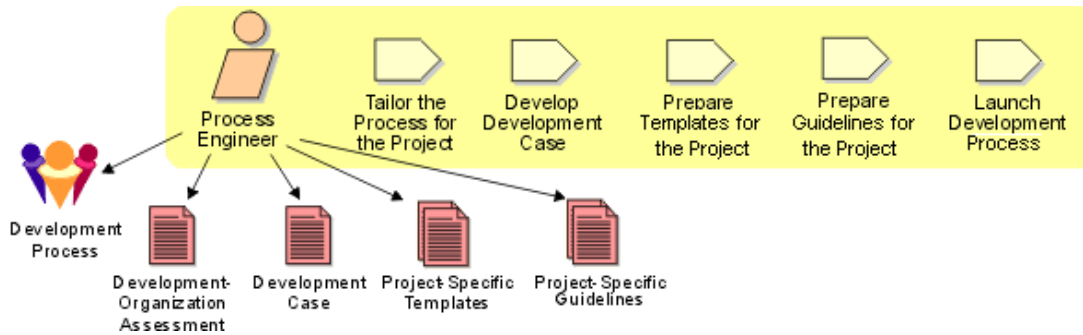 Process
Engineer
Tailor the
Process for
the Project
Develop
Development
Case
Prepare
Templates for
the Project
Prepare
Guidelines for
the Project
Launch
Development
Process
Development
Process
Development-
Organization
Assessment
Development
Case
Project-Specific
Templates
Project-Specific
Guidelines